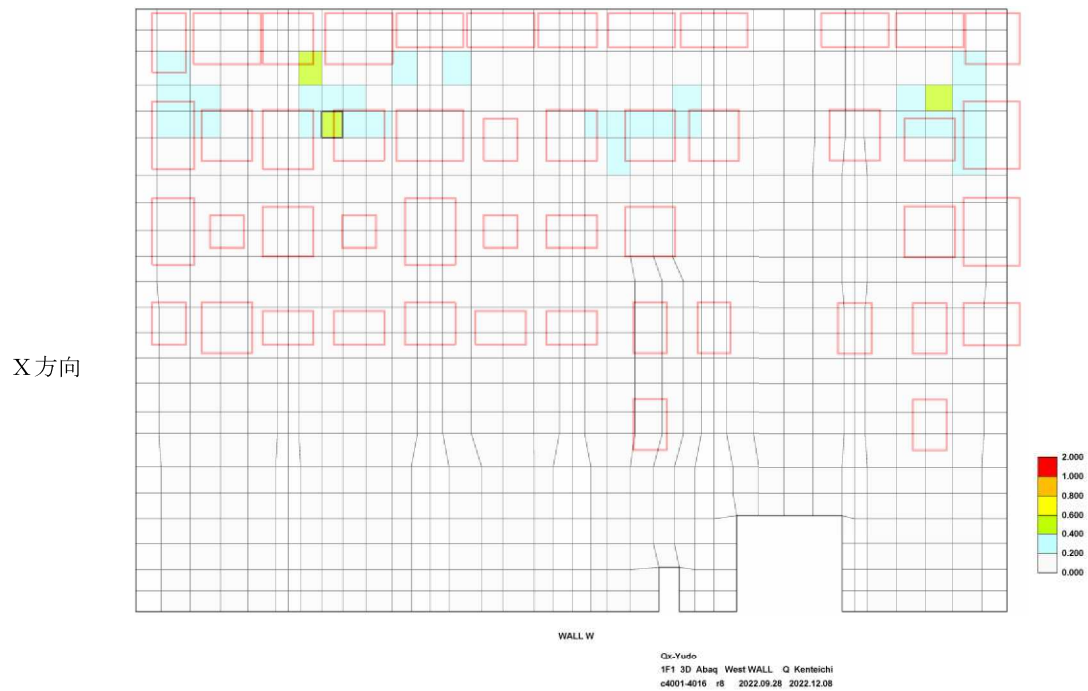 X方向
2.000
1.000
0.800
0.600
0.400
0.200
0.000
WALL W
Qx-Yudo
1F1 3D Abaq West WALL Q Kenteichi
c4001-4016 r8 2022.09.28 2022.12.08